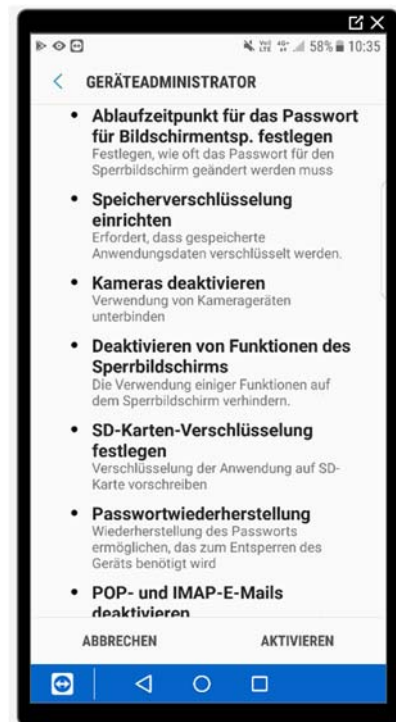 58% 10:35
GERÄTEADMINISTRATOR
• Ablaufzeitpunkt für das Passwort
für Bildschirmentsp. festlegen
Festlegen, wie oft das Passwort für den
Sperrbildschirm geändert werden muss
• Speicherverschlüsselung
einrichten
Erfordert, dass gespeicherte
Anwendungsdaten verschlüsselt werden.
• Kameras deaktivieren
Verwendung von Kamerageräten
unterbinden
• Deaktivieren von Funktionen des
Sperrbildschirms
Die Verwendung einiger Funktionen auf
dem Sperrbildschirm verhindern.
• SD-Karten-Verschlüsselung
festlegen
Verschlüsselung der Anwendung auf SD-
Karte vorschreiben
• Passwortwiederherstellung
Wiederherstellung des Passworts
ermöglichen, das zum Entsperren des
Geräts benötigt wird
• POP- und IMAP-E-Mails
deaktivieren
ABBRECHEN AKTIVIEREN